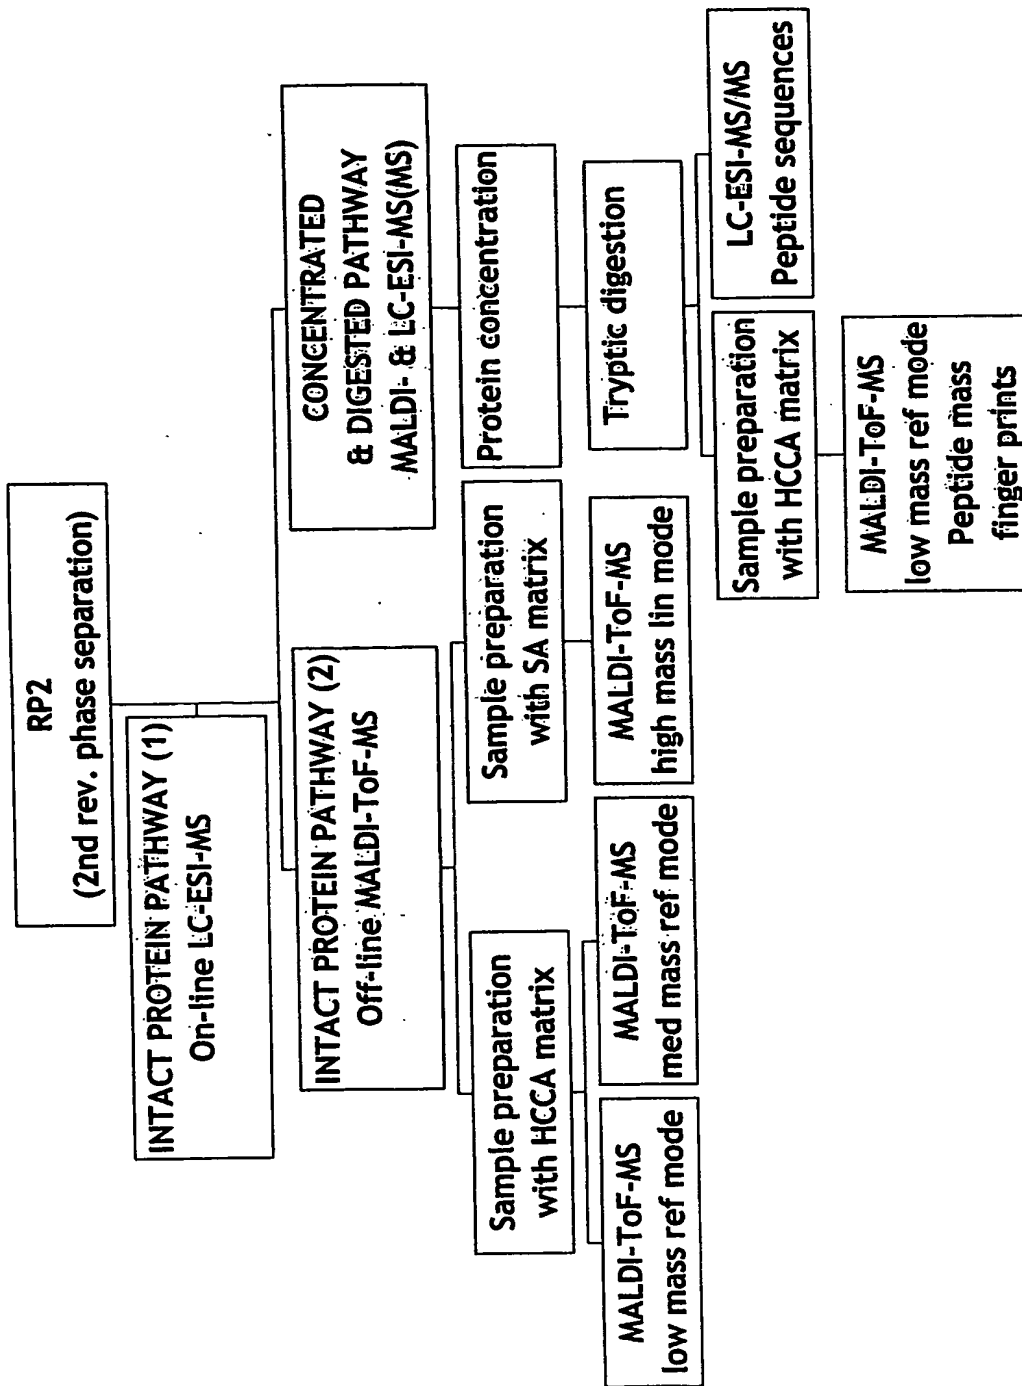 RP2
(2nd rev. phase separation)
INTACT PROTEIN PATHWAY (1)
On-line LC-ESI-MS
INTACT PROTEIN PATHWAY (2)
Off-line MALDI-ToF-MS
CONCENTRATED
& DIGESTED PATHWAY
MALDI- & LC-ESI-MS(MS)
Sample preparation
with HCCA matrix
Sample preparation
with SA matrix
Protein concentration
MALDI-ToF-MS
low mass ref mode
MALDI-ToF-MS
med mass ref mode
MALDI-ToF-MS
high mass lin mode
Tryptic digestion
Sample preparation
with HCCA matrix
LC-ESI-MS/MS
Peptide sequences
MALDI-ToF-MS
low mass ref mode
Peptide mass
finger prints